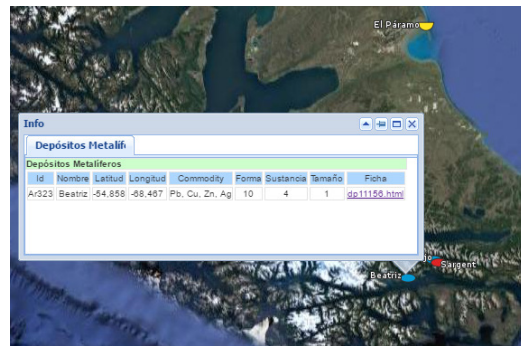 El Páramo
Info
Depósitos Metalífe
Depósitos Metalíferos
Id Nombre Latitud Longitud Commodity Forma Sustancia Tamaño Ficha
Ar323 Beatriz -54,858 -68,467 Pb, Cu, Zn, Ag 10 4 1 dp11156.html
jo
Sargent
Beatriz